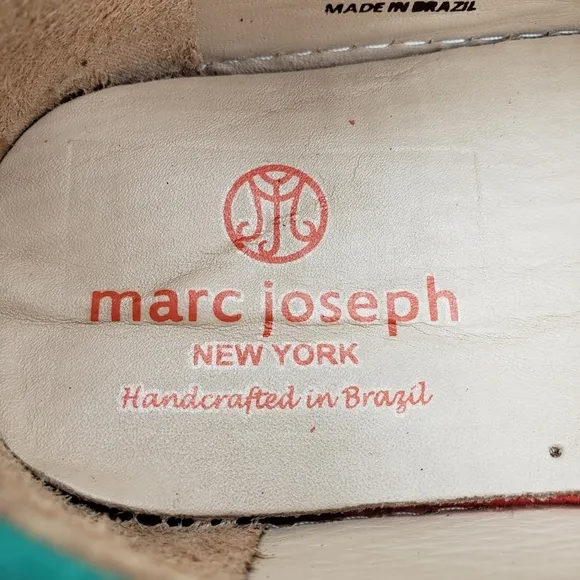 MADE IN BRAZIL
marc joseph
NEW YORK
Handcrafted in Brazil